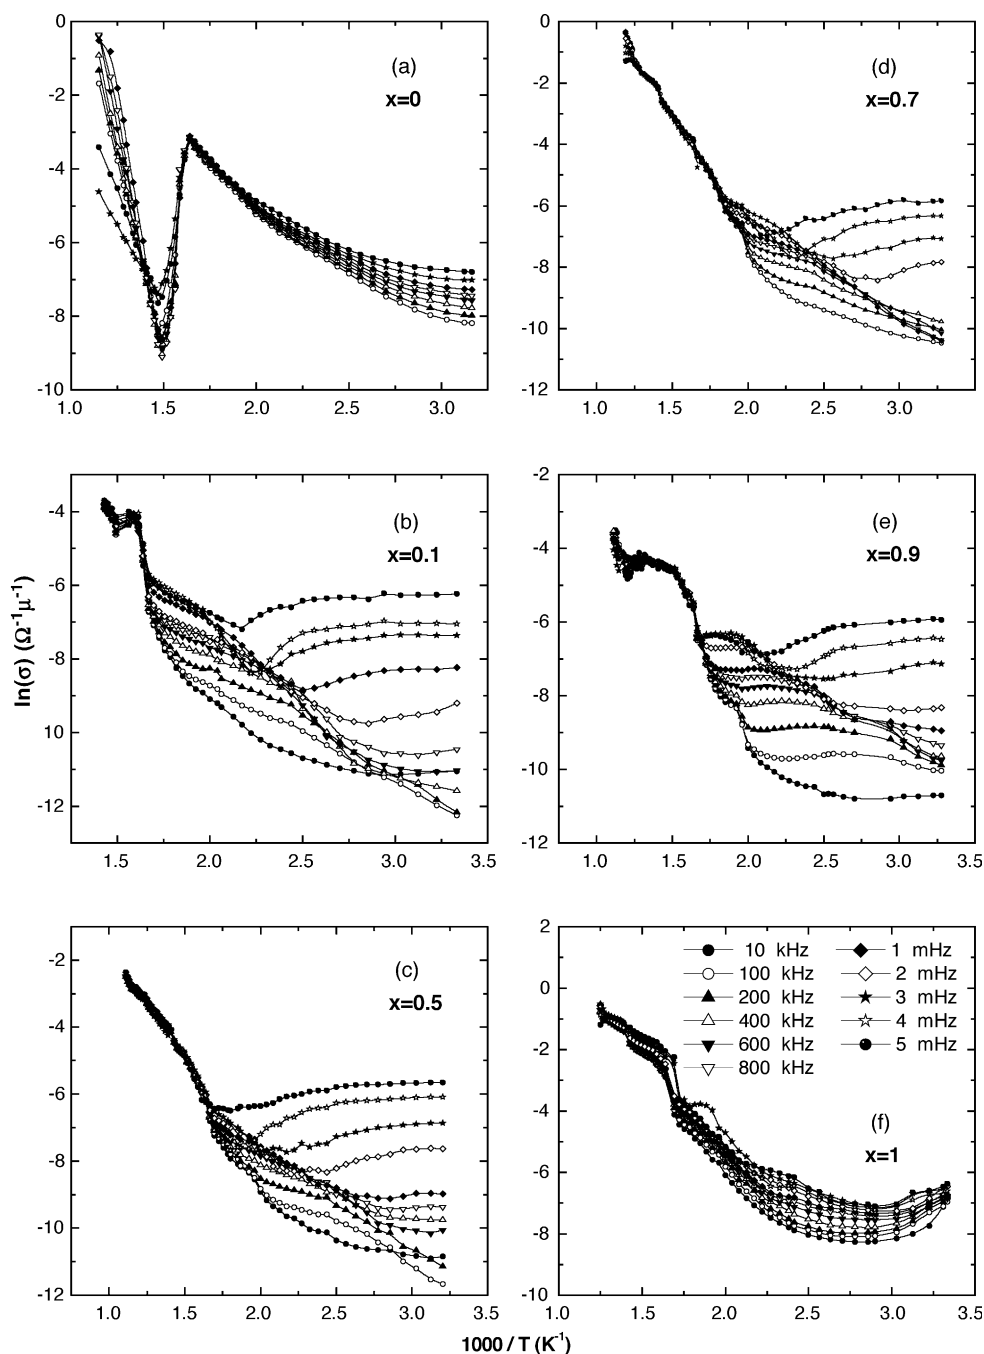 0
-2
-4
-6
-8
-10
1.0 1.5 2.0 2.5 3.0
(a)
x=0
0
-2
-4
-6
-8
-10
-12
1.0 1.5 2.0 2.5 3.0 3.5
(d)
x=0.7
-4
-6
-8
-10
-12
1.5 2.0 2.5 3.0 3.5
(b)
x=0.1
ln(σ) (Ω⁻¹μ⁻¹)
-2
-4
-6
-8
-10
-12
1.0 1.5 2.0 2.5 3.0 3.5
(e)
x=0.9
-2
-4
-6
-8
-10
-12
1.0 1.5 2.0 2.5 3.0 3.5
(c)
x=0.5
2
0
-2
-4
-6
-8
-10
1.0 1.5 2.0 2.5 3.0 3.5
10 kHz
100 kHz
200 kHz
400 kHz
600 kHz
800 kHz
1 mHz
2 mHz
3 mHz
4 mHz
5 mHz
(f)
x=1
1000 / T (K⁻¹)